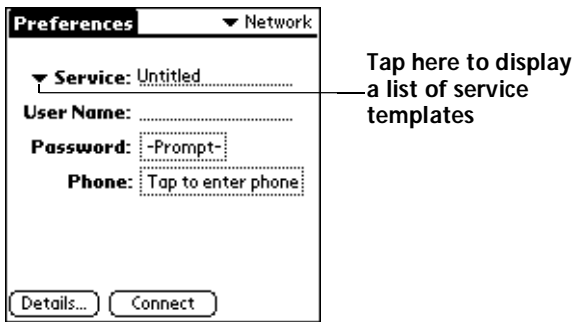 Preferences ▼ Network
▼ Service: Untitled
User Name:
Password: -Prompt-
Phone: Tap to enter phone
Details... Connect
Tap here to display
a list of service
templates